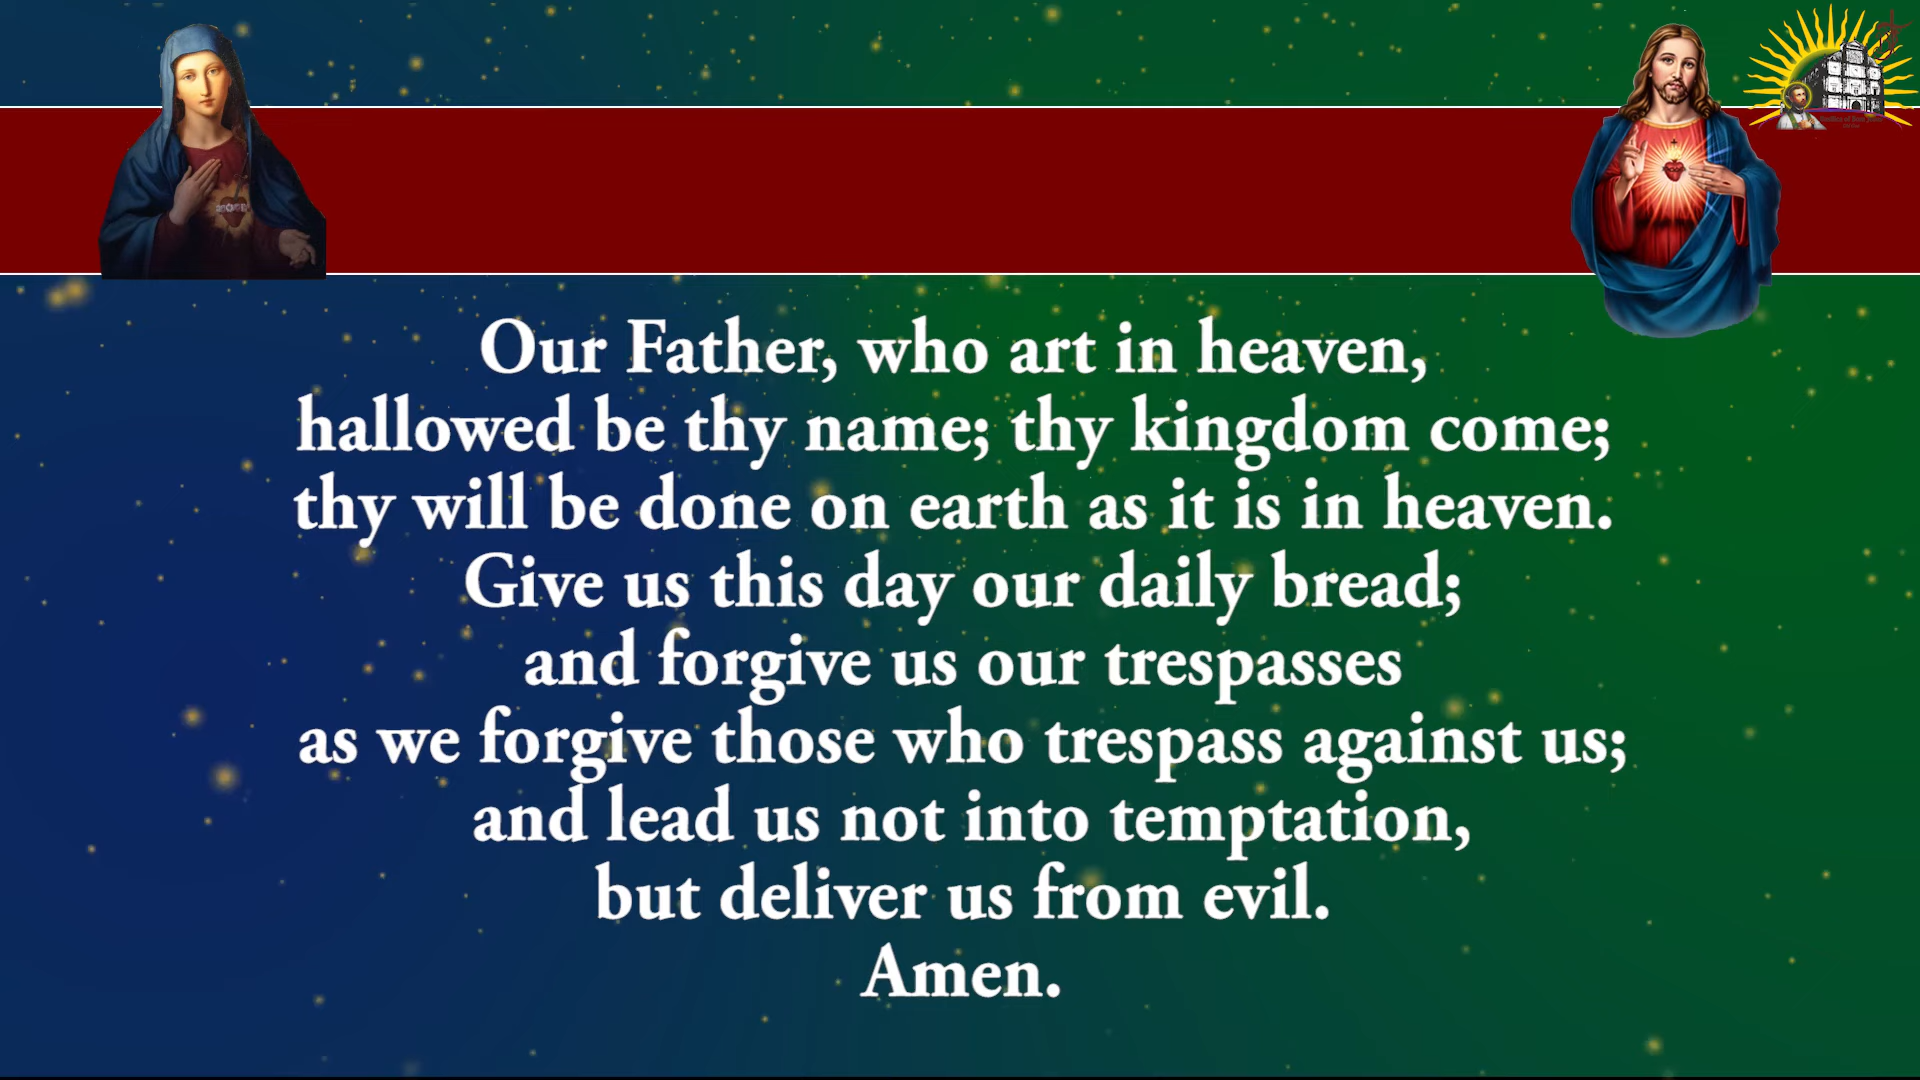 Our Father, who art in heaven,
hallowed be thy name; thy kingdom come;
thy will be done on earth as it is in heaven.
Give us this day our daily bread;
and forgive us our trespasses
as we forgive those who trespass against us;
and lead us not into temptation,
but deliver us from evil.
Amen.